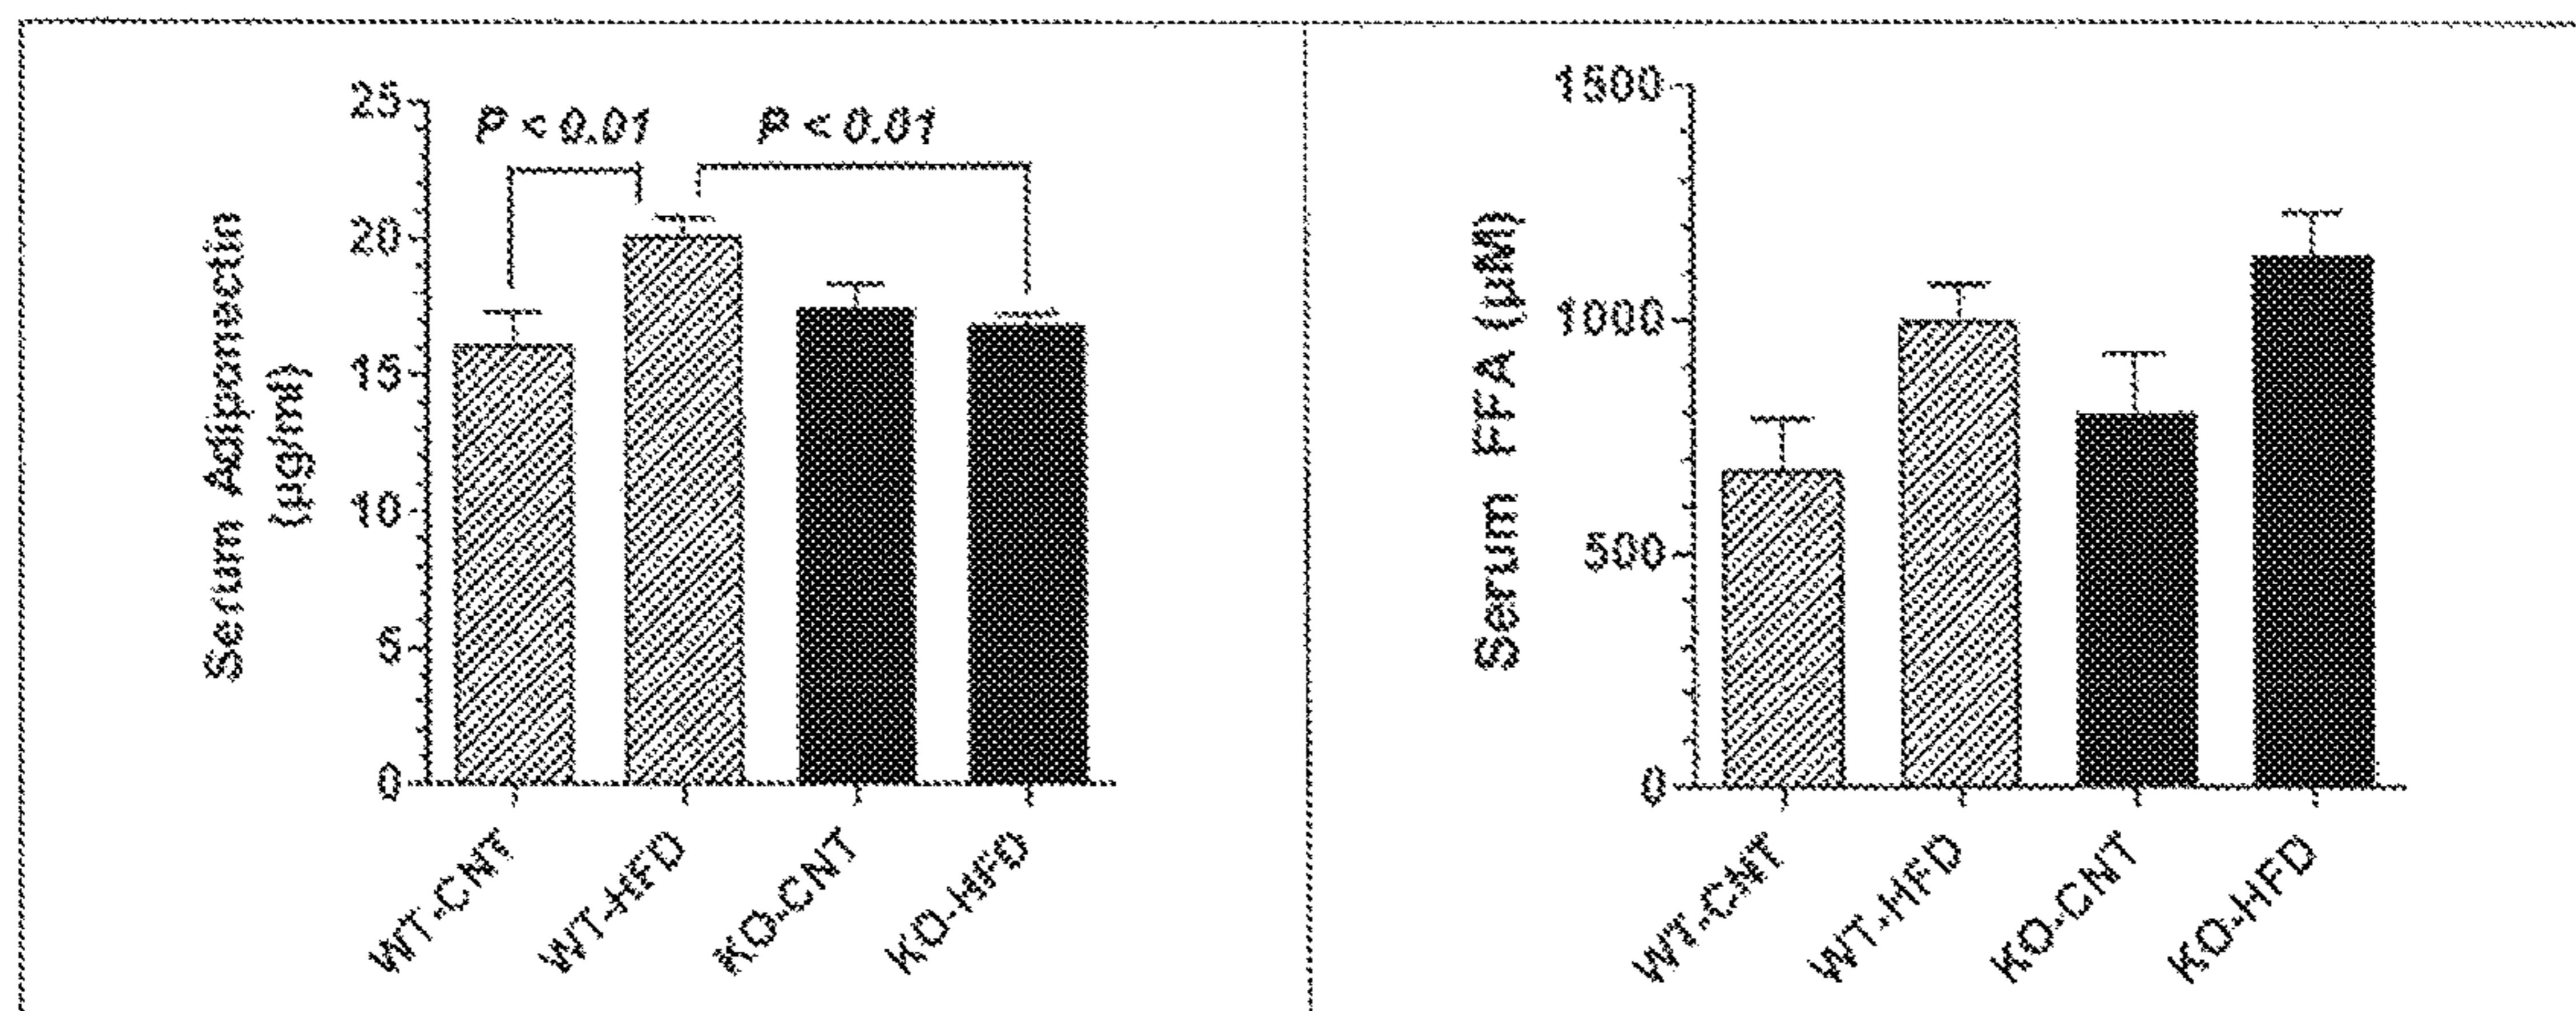 25
20
15
10
5
0
Serum Adiponectin
(µg/ml)
P < 0.01
P < 0.01
WT-CNT
WT-HFD
KO-CNT
KO-HFD
1500
1000
500
0
Serum FFA (µM)
WT-CNT
WT-HFD
KO-CNT
KO-HFD